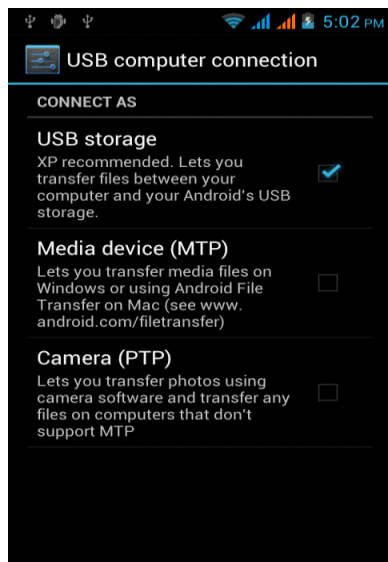 5:02 PM
USB computer connection
CONNECT AS
USB storage
XP recommended. Lets you
transfer files between your
computer and your Android's USB
storage.
Media device (MTP)
Lets you transfer media files on
Windows or using Android File
Transfer on Mac (see www.
android.com/filetransfer)
Camera (PTP)
Lets you transfer photos using
camera software and transfer any
files on computers that don't
support MTP